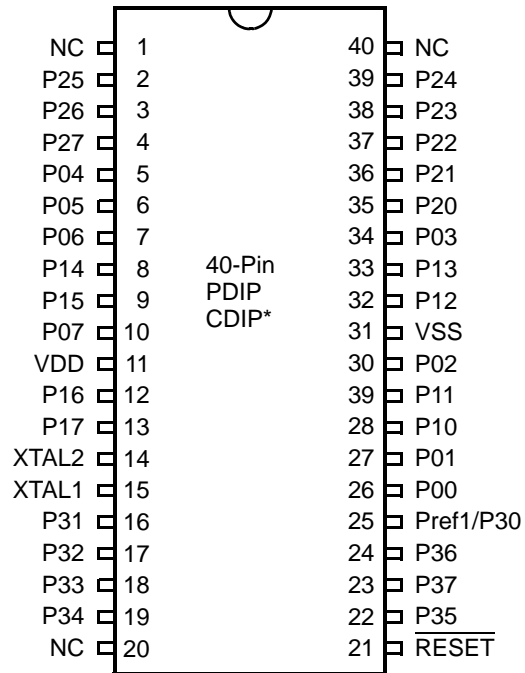 NC 1 40 NC
P25 2 39 P24
P26 3 38 P23
P27 4 37 P22
P04 5 36 P21
P05 6 35 P20
P06 7 34 P03
P14 8 40-Pin 33 P13
P15 9 PDIP 32 P12
P07 10 CDIP* 31 VSS
VDD 11 30 P02
P16 12 39 P11
P17 13 28 P10
XTAL2 14 27 P01
XTAL1 15 26 P00
P31 16 25 Pref1/P30
P32 17 24 P36
P33 18 23 P37
P34 19 22 P35
NC 20 21 RESET